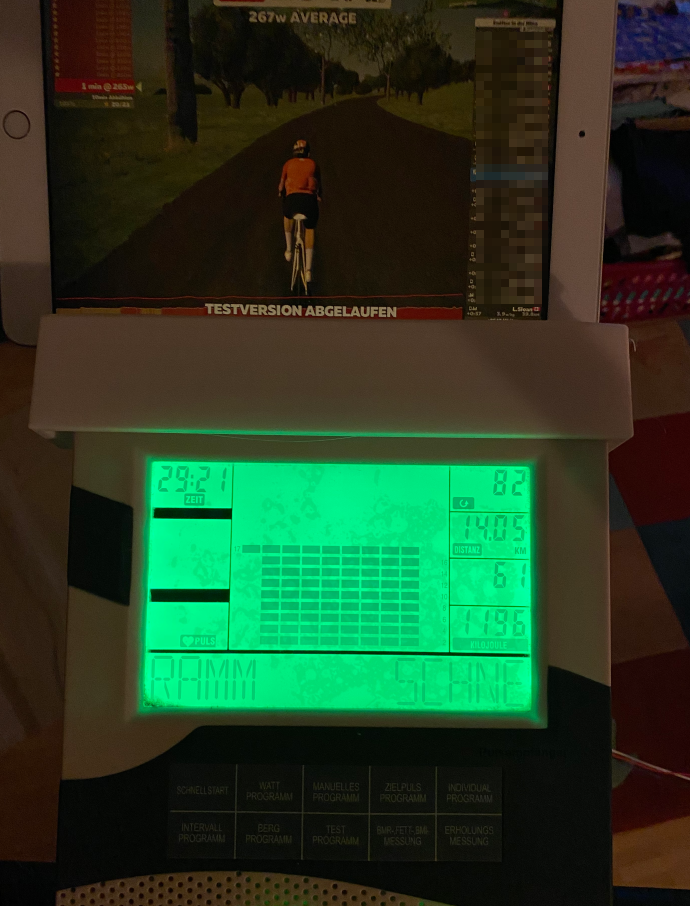 267w AVERAGE
1 min @ 263w
TESTVERSION ABGELAUFEN
29:21
ZEIT
82
14.05
DISTANZ KM
61
1196
KILOJOULE
PULS
RAMM SCHNE
SCHNELLSTART
WATT PROGRAMM
MANUELLES PROGRAMM
ZIELPULS PROGRAMM
INDIVIDUAL PROGRAMM
INTERVALL PROGRAMM
BERG PROGRAMM
TEST PROGRAMM
BMR-,FETT-,BMI- MESSUNG
ERHOLUNGS MESSUNG